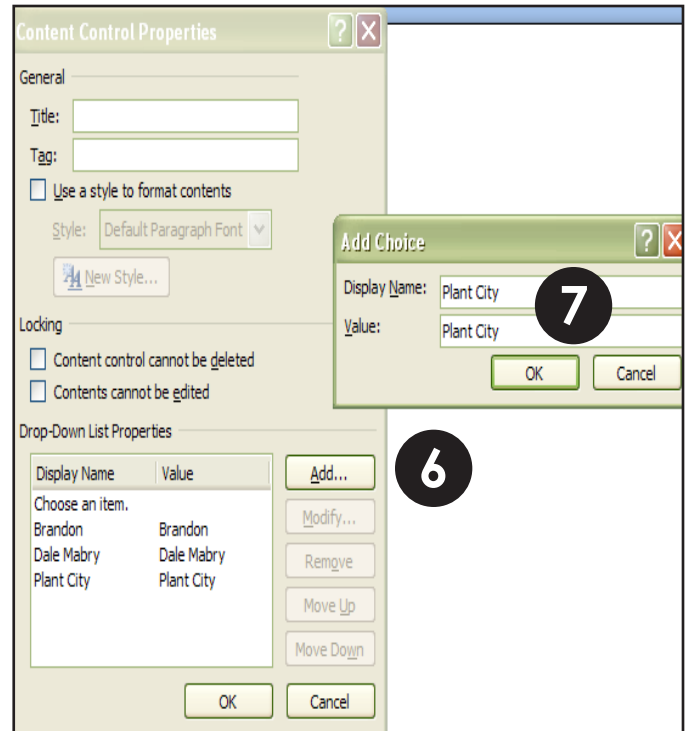 Content Control Properties
General
Title:
Tag:
Use a style to format contents
Style: Default Paragraph Font
New Style...
Locking
Content control cannot be deleted
Contents cannot be edited
Drop-Down List Properties
Display Name Value
Choose an item.
Brandon Brandon
Dale Mabry Dale Mabry
Plant City Plant City
Add...
Modify...
Remove
Move Up
Move Down
OK Cancel
6
Add Choice
Display Name: Plant City
Value: Plant City
7
OK Cancel